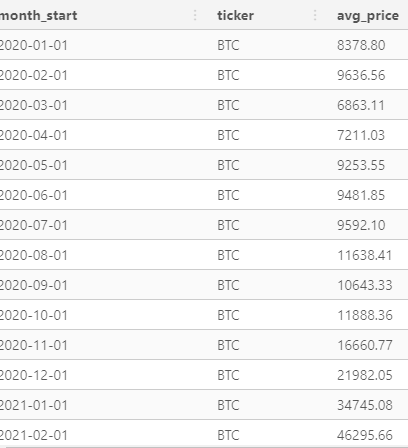 month_start ticker avg_price
2020-01-01 BTC 8378.80
2020-02-01 BTC 9636.56
2020-03-01 BTC 6863.11
2020-04-01 BTC 7211.03
2020-05-01 BTC 9253.55
2020-06-01 BTC 9481.85
2020-07-01 BTC 9592.10
2020-08-01 BTC 11638.41
2020-09-01 BTC 10643.33
2020-10-01 BTC 11888.36
2020-11-01 BTC 16660.77
2020-12-01 BTC 21982.05
2021-01-01 BTC 34745.08
2021-02-01 BTC 46295.66